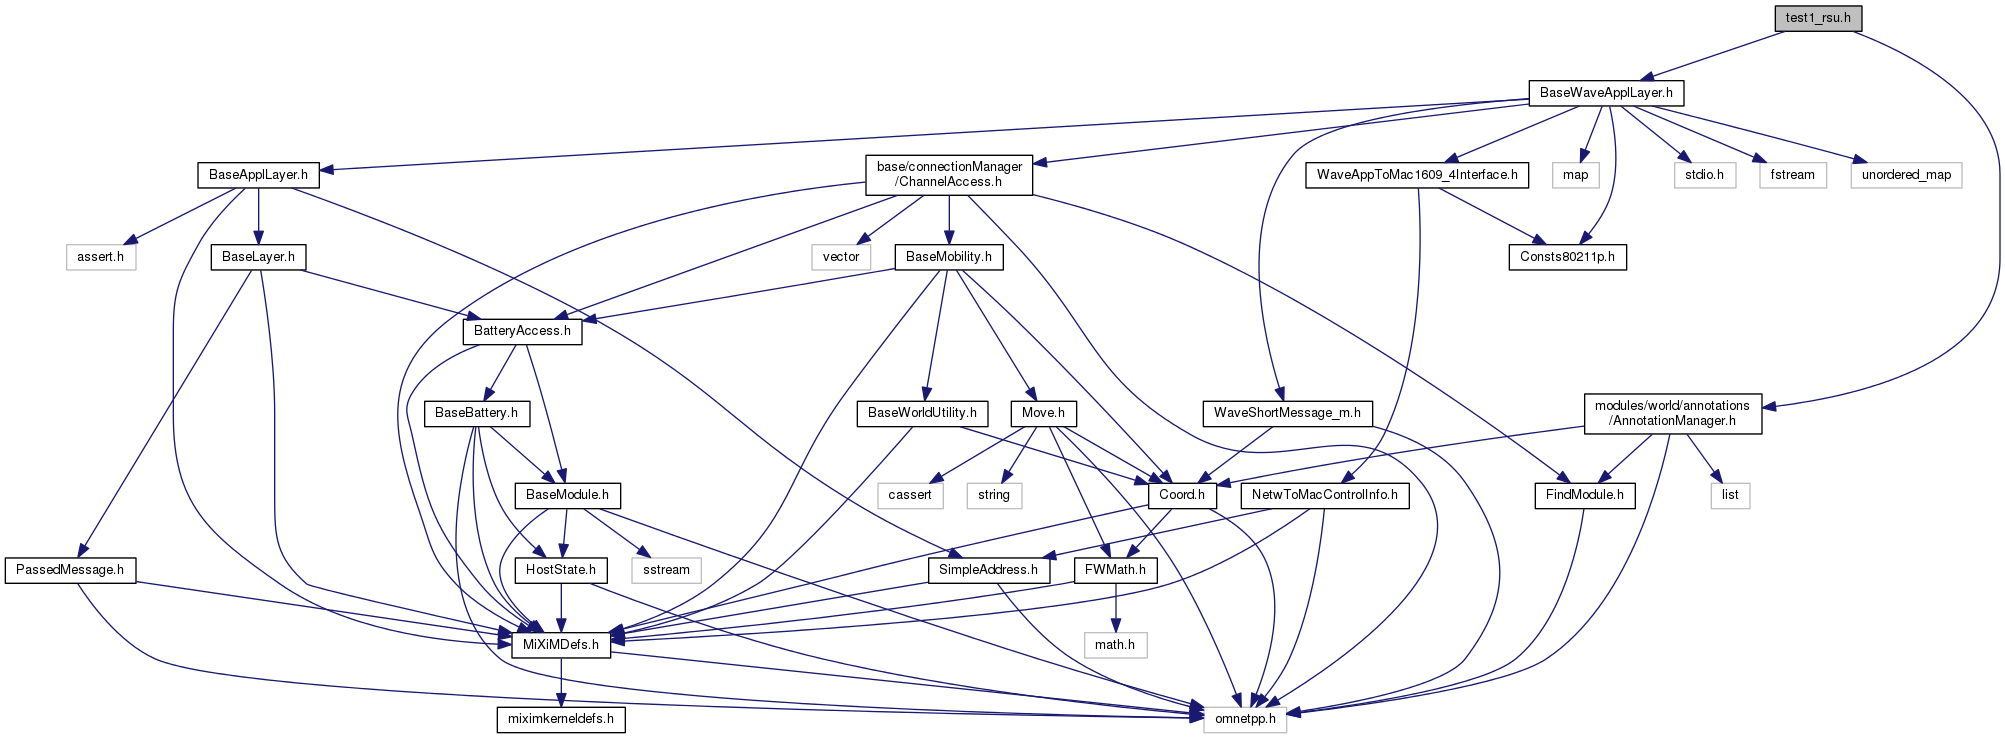 test1_rsu.h
BaseWaveApplLayer.h
BaseApplLayer.h
base/connectionManager
/ChannelAccess.h
WaveAppToMac1609_4Interface.h
map
stdio.h
fstream
unordered_map
assert.h
BaseLayer.h
vector
BaseMobility.h
Consts80211p.h
BatteryAccess.h
BaseBattery.h
BaseWorldUtility.h
Move.h
WaveShortMessage_m.h
modules/world/annotations
/AnnotationManager.h
BaseModule.h
cassert
string
Coord.h
NetwToMacControlInfo.h
FindModule.h
list
PassedMessage.h
HostState.h
sstream
SimpleAddress.h
FWMath.h
MiXiMDefs.h
math.h
miximkerneldefs.h
omnetpp.h